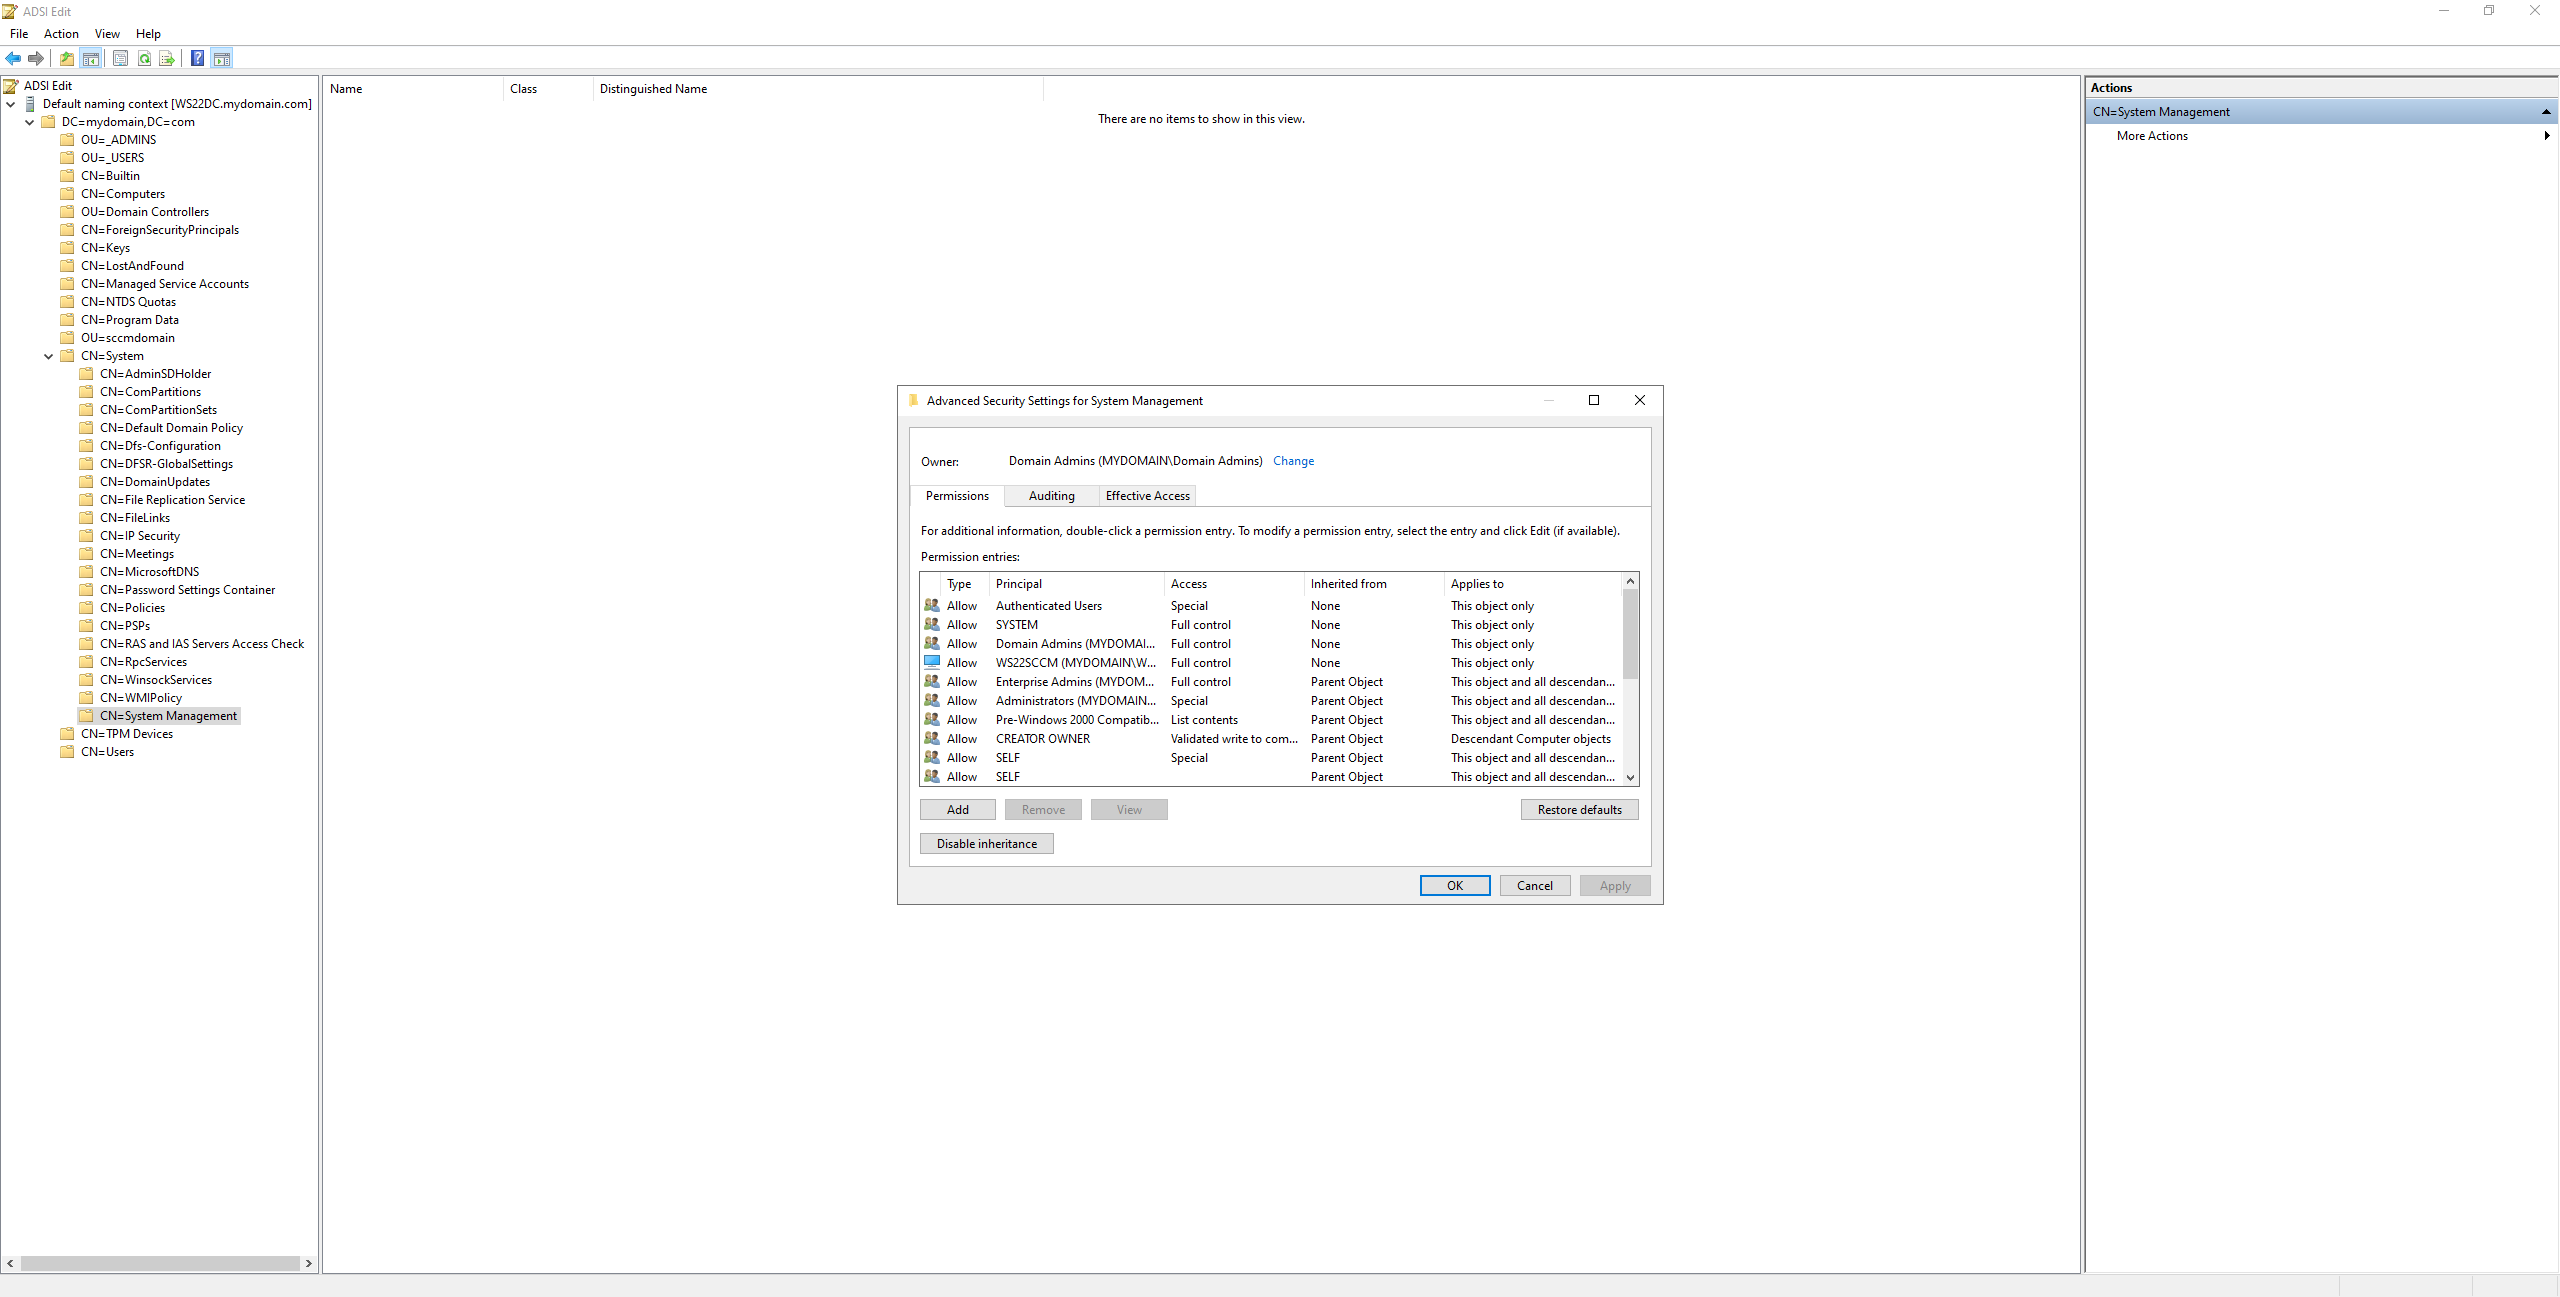 ADSI Edit
File Action View Help
ADSI Edit
Default naming context [WS22DC.mydomain.com]
DC=mydomain,DC=com
OU=_ADMINS
OU=_USERS
CN=Builtin
CN=Computers
OU=Domain Controllers
CN=ForeignSecurityPrincipals
CN=Keys
CN=LostAndFound
CN=Managed Service Accounts
CN=NTDS Quotas
CN=Program Data
OU=sccmdomain
CN=System
CN=AdminSDHolder
CN=ComPartitions
CN=ComPartitionSets
CN=Default Domain Policy
CN=Dfs-Configuration
CN=DFSR-GlobalSettings
CN=DomainUpdates
CN=File Replication Service
CN=FileLinks
CN=IP Security
CN=Meetings
CN=MicrosoftDNS
CN=Password Settings Container
CN=Policies
CN=PSPs
CN=RAS and IAS Servers Access Check
CN=RpcServices
CN=WinsockServices
CN=WMIPolicy
CN=System Management
CN=TPM Devices
CN=Users
Name Class Distinguished Name
There are no items to show in this view.
Advanced Security Settings for System Management
Owner: Domain Admins (MYDOMAIN\Domain Admins) Change
Permissions Auditing Effective Access
For additional information, double-click a permission entry. To modify a permission entry, select the entry and click Edit (if available).
Permission entries:
Type Principal Access Inherited from Applies to
Allow Authenticated Users Special None This object only
Allow SYSTEM Full control None This object only
Allow Domain Admins (MYDOMAI... Full control None This object only
Allow WS22SCCM (MYDOMAIN\W... Full control None This object only
Allow Enterprise Admins (MYDOM... Full control Parent Object This object and all descendan...
Allow Administrators (MYDOMAIN... Special Parent Object This object and all descendan...
Allow Pre-Windows 2000 Compatib... List contents Parent Object This object and all descendan...
Allow CREATOR OWNER Validated write to com... Parent Object Descendant Computer objects
Allow SELF Special Parent Object This object and all descendan...
Allow SELF Parent Object This object and all descendan...
Add Remove View Restore defaults
Disable inheritance
OK Cancel Apply
Actions
CN=System Management
More Actions